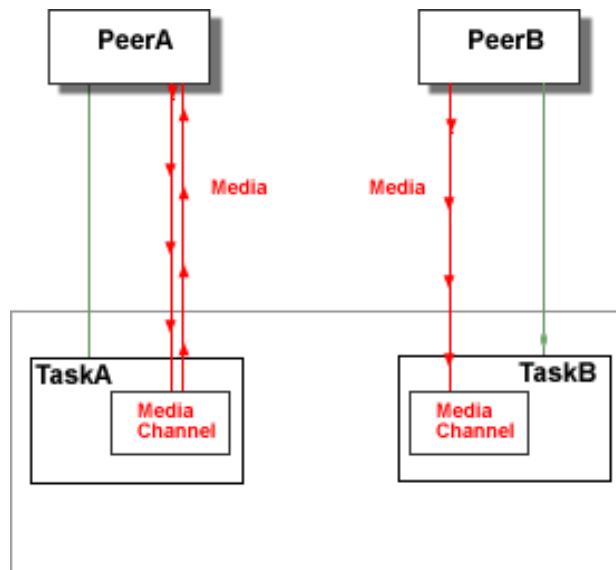 PeerA
PeerB
Media
Media
TaskA
TaskB
Media
Channel
Media
Channel